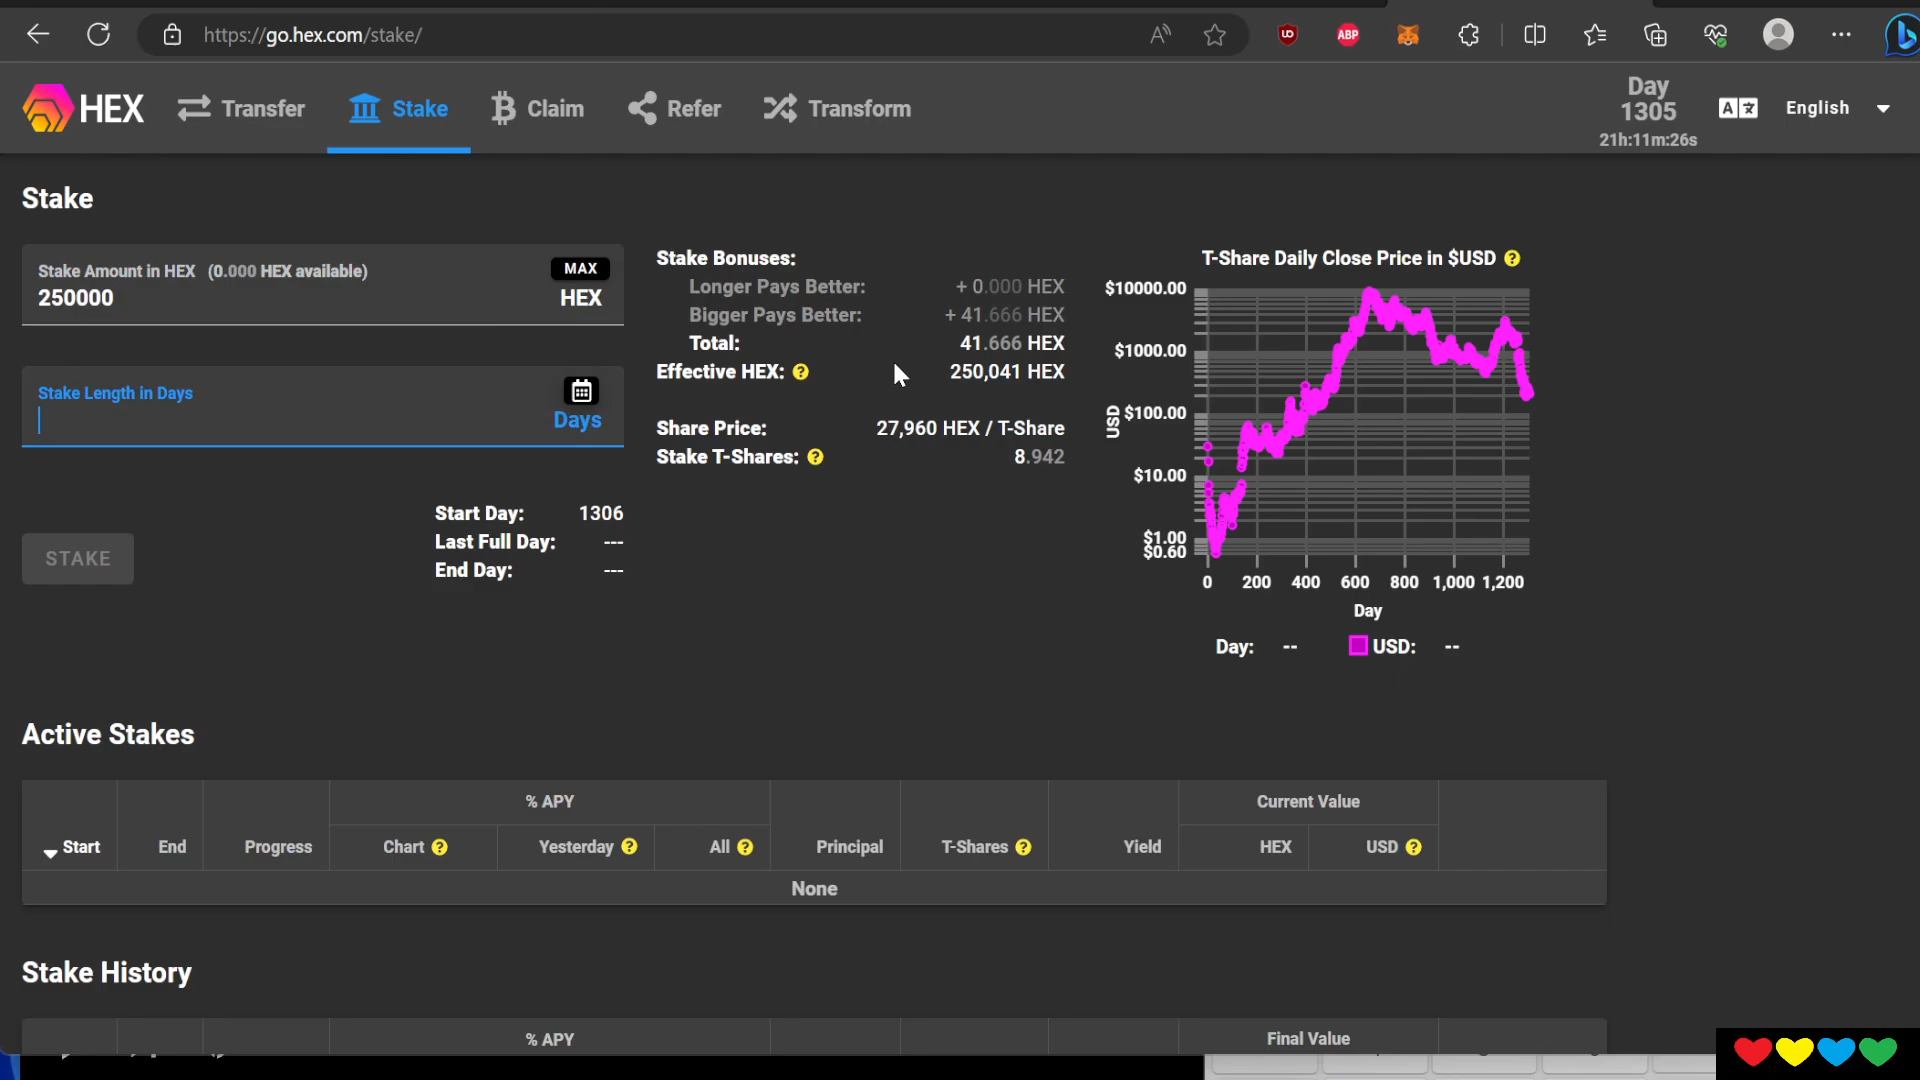 https://go.hex.com/stake/
UD
ABP
HEX
Transfer
Stake
Claim
Refer
Transform
Day
1305
21h:11m:26s
English
Stake
Stake Amount in HEX (0.000 HEX available)
MAX
250000
HEX
Stake Length in Days
Days
STAKE
Start Day: 1306
Last Full Day: ---
End Day: ---
Stake Bonuses:
Longer Pays Better: + 0.000 HEX
Bigger Pays Better: + 41.666 HEX
Total: 41.666 HEX
Effective HEX: ? 250,041 HEX
Share Price: 27,960 HEX / T-Share
Stake T-Shares: ? 8.942
T-Share Daily Close Price in $USD ?
$10000.00
$1000.00
$100.00
$10.00
$1.00
$0.60
USD
0 200 400 600 800 1,000 1,200
Day
Day: -- USD: --
Active Stakes
% APY Current Value
Start End Progress Chart ? Yesterday ? All ? Principal T-Shares ? Yield HEX USD ?
None
Stake History
% APY Final Value